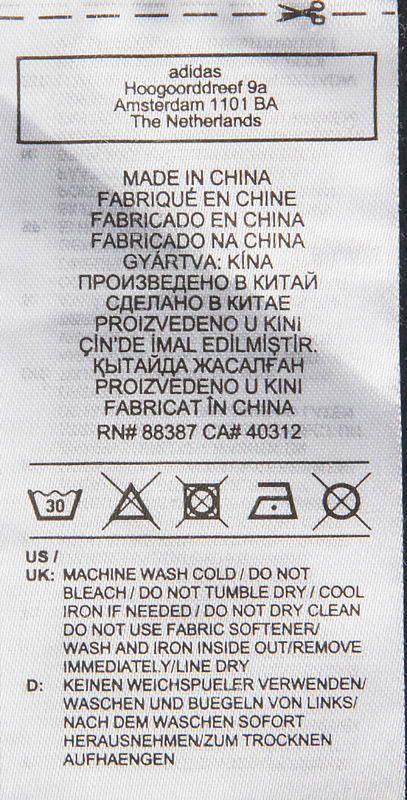 adidas
Hoogoorddreef 9a
Amsterdam 1101 BA
The Netherlands
MADE IN CHINA
FABRIQUÉ EN CHINE
FABRICADO EN CHINA
FABRICADO NA CHINA
GYÁRTVA: KÍNA
ПРОИЗВЕДЕНО В КИТАЙ
СДЕЛАНО В КИТАЕ
PROIZVEDENO U KINI
ÇİN'DE İMAL EDİLMİŞTİR.
ҚЫТАЙДА ЖАСАЛҒАН
PROIZVEDENO U KINI
FABRICAT ÎN CHINA
RN# 88387 CA# 40312
30
US /
UK: MACHINE WASH COLD / DO NOT
BLEACH / DO NOT TUMBLE DRY / COOL
IRON IF NEEDED / DO NOT DRY CLEAN
DO NOT USE FABRIC SOFTENER/
WASH AND IRON INSIDE OUT/REMOVE
IMMEDIATELY/LINE DRY
D: KEINEN WEICHSPUELER VERWENDEN/
WASCHEN UND BUEGELN VON LINKS/
NACH DEM WASCHEN SOFORT
HERAUSNEHMEN/ZUM TROCKNEN
AUFHAENGEN